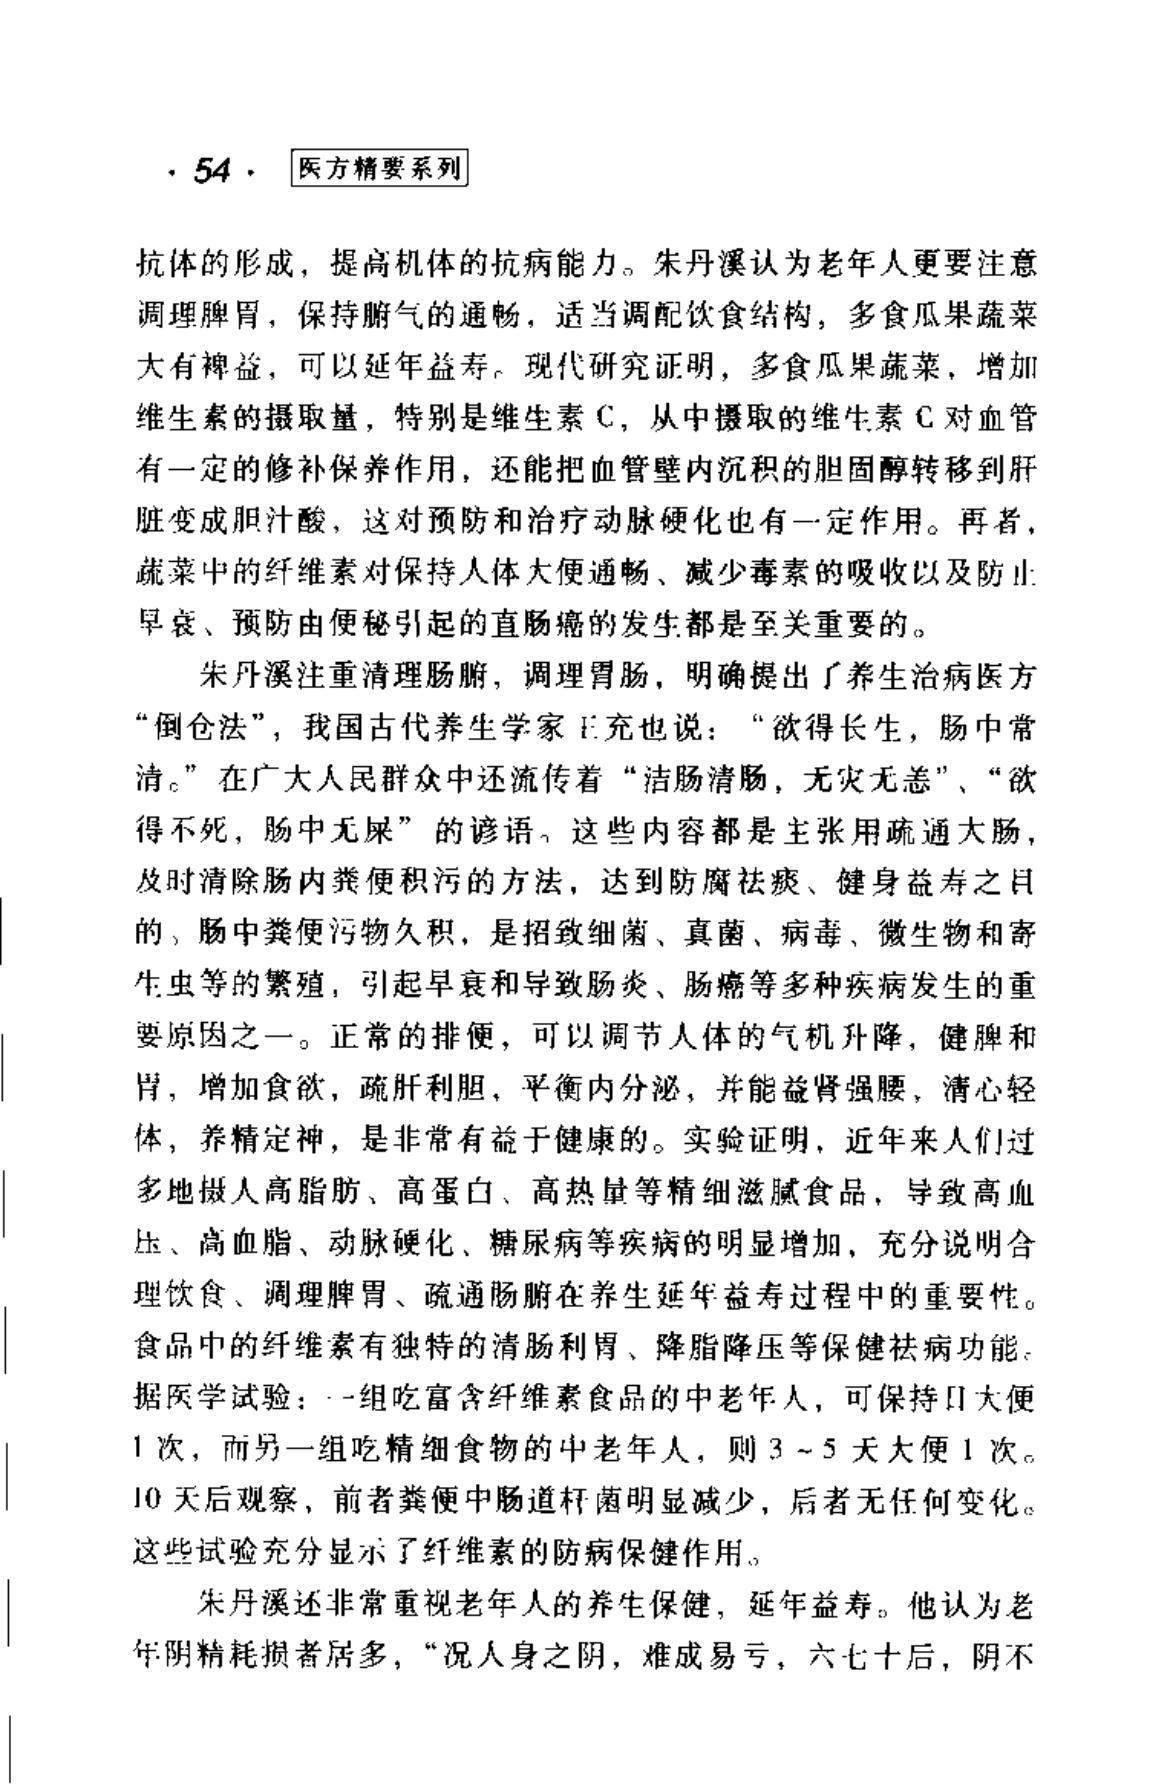 · 54 · 医方精要系列
抗体的形成，提高机体的抗病能力。朱丹溪认为老年人更要注意
调理脾胃，保持腑气的通畅，适当调配饮食结构，多食瓜果蔬菜
大有裨益，可以延年益寿。现代研究证明，多食瓜果蔬菜，增加
维生素的摄取量，特别是维生素 C，从中摄取的维生素 C 对血管
有一定的修补保养作用，还能把血管壁内沉积的胆固醇转移到肝
脏变成胆汁酸，这对预防和治疗动脉硬化也有一定作用。再者，
蔬菜中的纤维素对保持人体大便通畅、减少毒素的吸收以及防止
早衰、预防由便秘引起的直肠癌的发生都是至关重要的。
朱丹溪注重清理肠腑，调理胃肠，明确提出了养生治病医方
“倒仓法”，我国古代养生学家王充也说：“欲得长生，肠中常
清。”在广大人民群众中还流传着“洁肠清肠，无灾无恙”、“欲
得不死，肠中无屎”的谚语。这些内容都是主张用疏通大肠，
及时清除肠内粪便积污的方法，达到防腐祛痰、健身益寿之目
的。肠中粪便污物久积，是招致细菌、真菌、病毒、微生物和寄
生虫等的繁殖，引起早衰和导致肠炎、肠癌等多种疾病发生的重
要原因之一。正常的排便，可以调节人体的气机升降，健脾和
胃，增加食欲，疏肝利胆，平衡内分泌，并能益肾强腰，清心轻
体，养精定神，是非常有益于健康的。实验证明，近年来人们过
多地摄入高脂肪、高蛋白、高热量等精细滋腻食品，导致高血
压、高血脂、动脉硬化、糖尿病等疾病的明显增加，充分说明合
理饮食、调理脾胃、疏通肠腑在养生延年益寿过程中的重要性。
食品中的纤维素有独特的清肠利胃、降脂降压等保健祛病功能。
据医学试验：一组吃富含纤维素食品的中老年人，可保持日大便
1 次，而另一组吃精细食物的中老年人，则 3 ~ 5 天大便 1 次。
10 天后观察，前者粪便中肠道杆菌明显减少，后者无任何变化。
这些试验充分显示了纤维素的防病保健作用。
朱丹溪还非常重视老年人的养生保健，延年益寿。他认为老
年阴精耗损者居多，“况人身之阴，难成易亏，六七十后，阴不